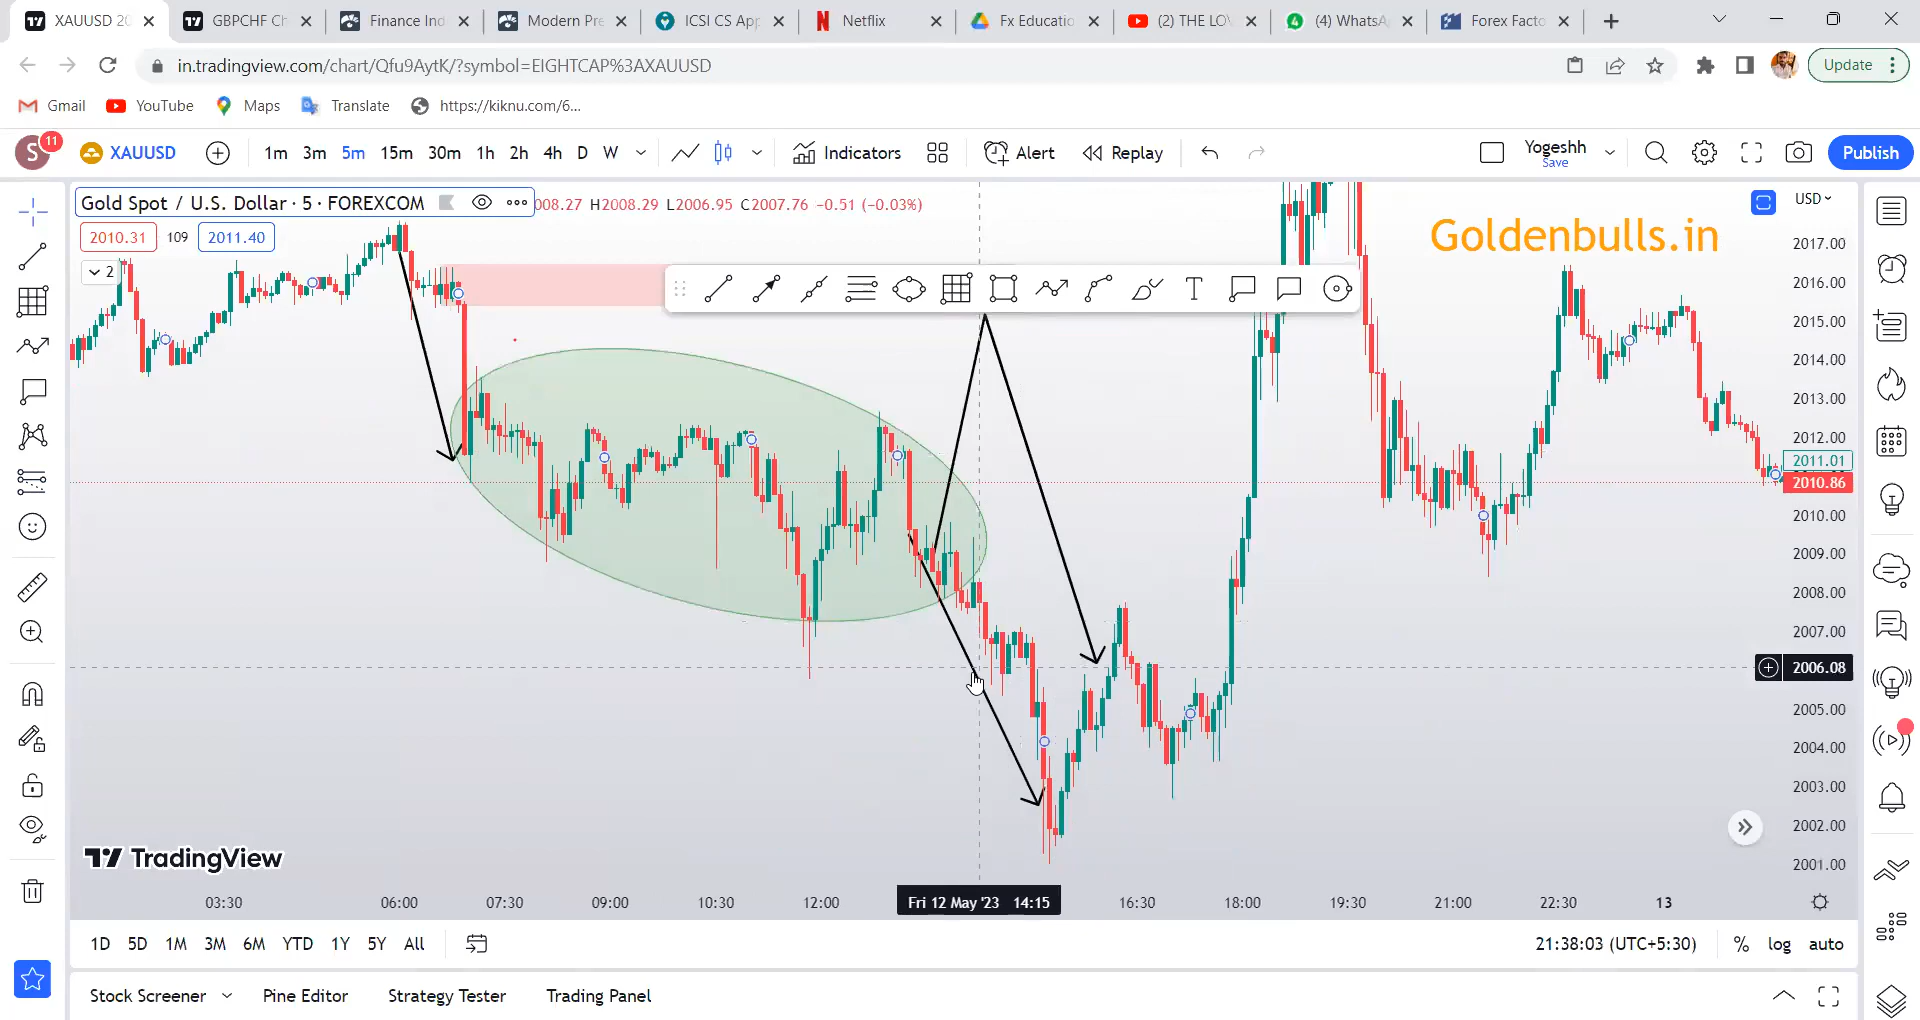 XAUUSD 20
GBPCHF Ch
Finance Ind
Modern Pre
ICSI CS App
Netflix
Fx Educatio
(2) THE LOV
(4) WhatsA
Forex Facto
in.tradingview.com/chart/Qfu9AytK/?symbol=EIGHTCAP%3AXAUUSD
Update
Gmail
YouTube
Maps
Translate
https://kiknu.com/6...
S
11
XAUUSD
1m 3m 5m 15m 30m 1h 2h 4h D W
Indicators
Alert
Replay
Yogeshh
Save
Publish
Gold Spot / U.S. Dollar · 5 · FOREXCOM
008.27 H2008.29 L2006.95 C2007.76 −0.51 (−0.03%)
USD
2010.31 109 2011.40
2
Goldenbulls.in
2017.00
2016.00
2015.00
2014.00
2013.00
2012.00
2011.01
2010.86
2010.00
2009.00
2008.00
2007.00
2006.08
2005.00
2004.00
2003.00
2002.00
2001.00
TradingView
03:30 06:00 07:30 09:00 10:30 12:00 Fri 12 May '23 14:15 16:30 18:00 19:30 21:00 22:30 13
1D 5D 1M 3M 6M YTD 1Y 5Y All
21:38:03 (UTC+5:30) % log auto
Stock Screener Pine Editor Strategy Tester Trading Panel